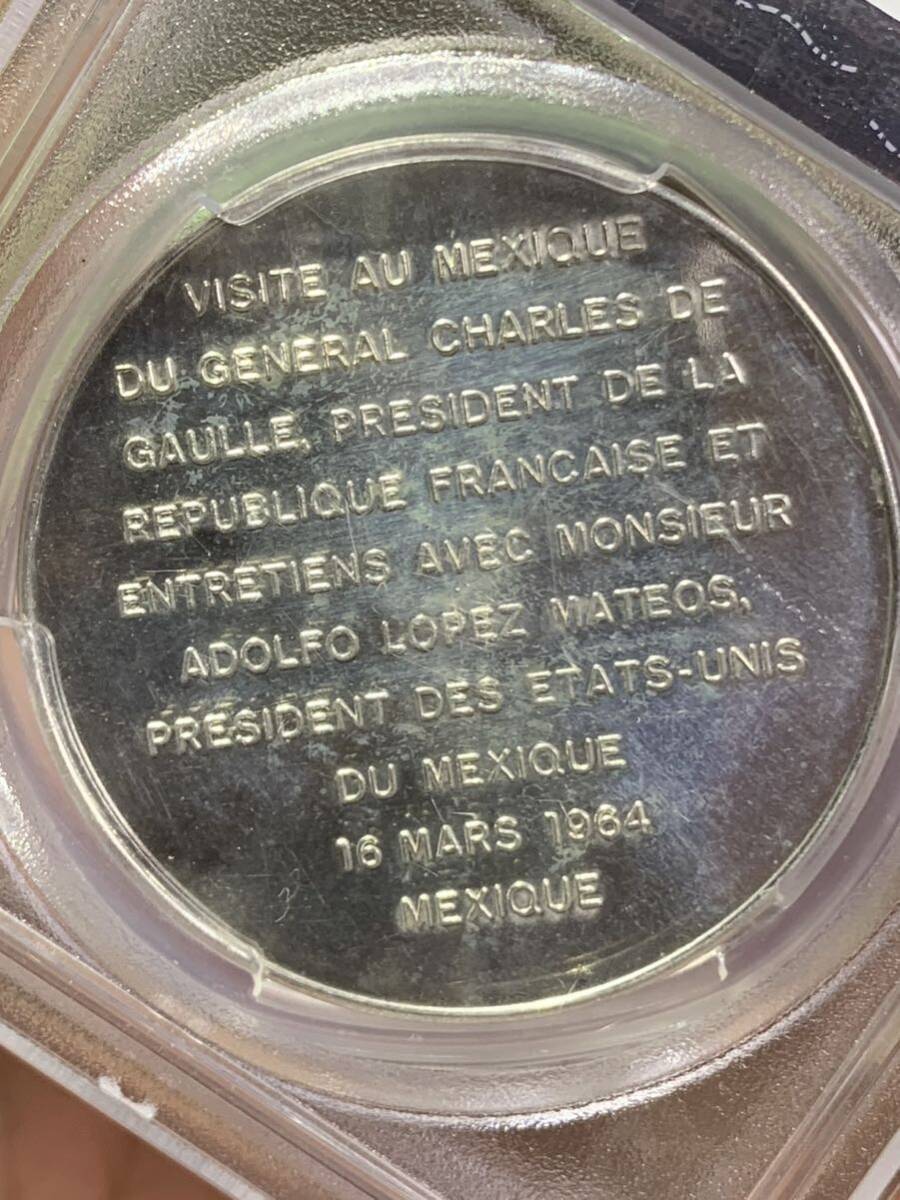 VISITE AU MEXIQUE
DU GENERAL CHARLES DE
GAULLE, PRESIDENT DE LA
REPUBLIQUE FRANCAISE ET
ENTRETIENS AVEC MONSIEUR
ADOLFO LOPEZ MATEOS,
PRESIDENT DES ETATS-UNIS
DU MEXIQUE
16 MARS 1964
MEXIQUE